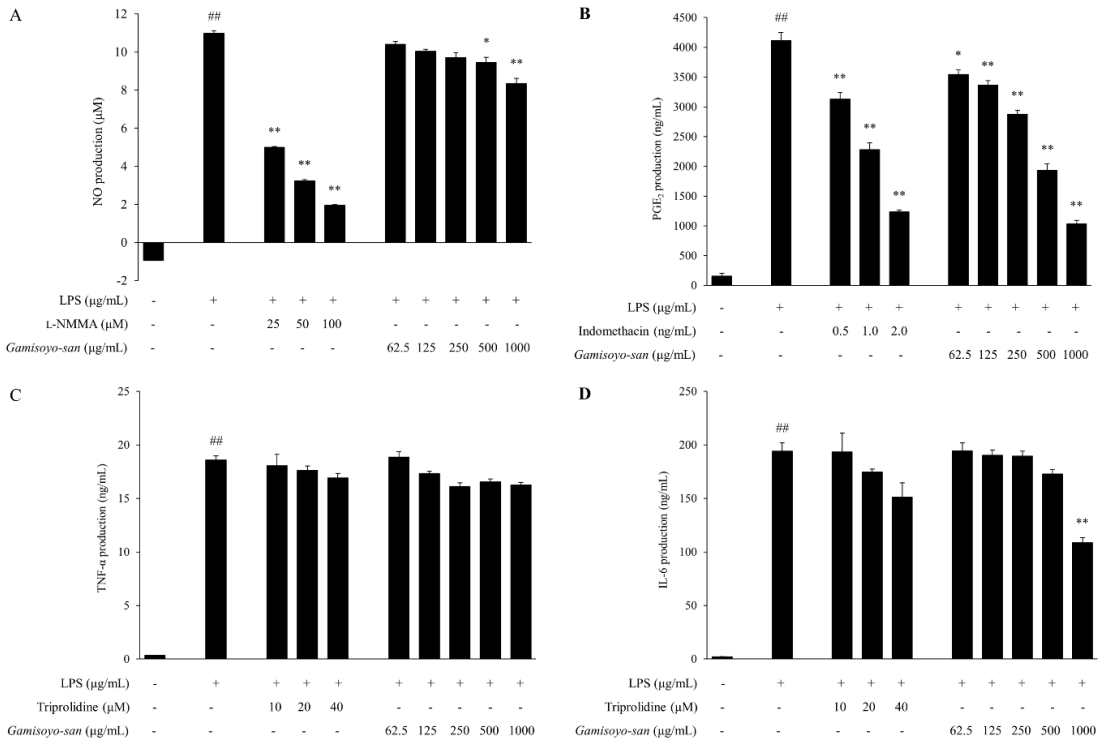 A
NO production (μM)
12
10
8
6
4
2
0
-2
##
** ** **
* **
LPS (μg/mL) - + + + + + + + + +
L-NMMA (μM) - - 25 50 100 - - - - -
Gamisoyo-san (μg/mL) - - - - - 62.5 125 250 500 1000
B
PGE2 production (ng/mL)
4500
4000
3500
3000
2500
2000
1500
1000
500
0
##
** ** **
* ** ** ** **
LPS (μg/mL) - + + + + + + + + +
Indomethacin (ng/mL) - - 0.5 1.0 2.0 - - - - -
Gamisoyo-san (μg/mL) - - - - - 62.5 125 250 500 1000
C
TNF-α production (ng/mL)
25
20
15
10
5
0
##
LPS (μg/mL) - + + + + + + + + +
Triprolidine (μM) - - 10 20 40 - - - - -
Gamisoyo-san (μg/mL) - - - - - 62.5 125 250 500 1000
D
IL-6 production (ng/mL)
250
200
150
100
50
0
##
**
LPS (μg/mL) - + + + + + + + + +
Triprolidine (μM) - - 10 20 40 - - - - -
Gamisoyo-san (μg/mL) - - - - - 62.5 125 250 500 1000